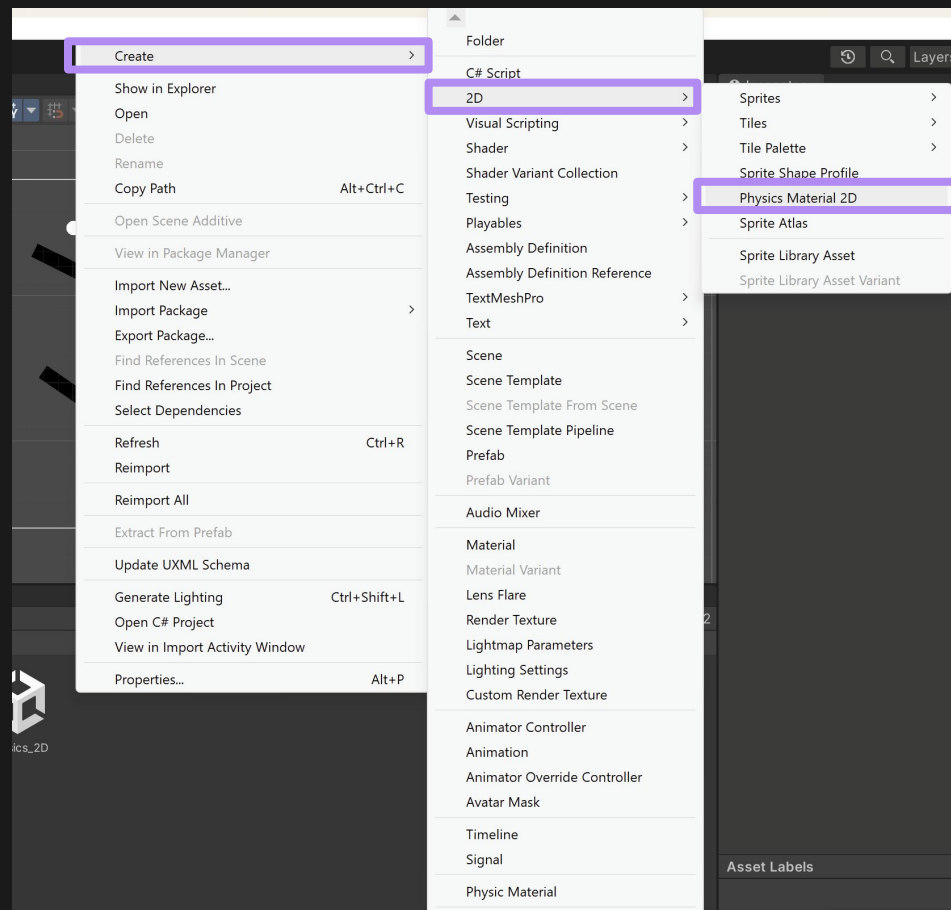 Create
Show in Explorer
Open
Delete
Rename
Copy Path Alt+Ctrl+C
Open Scene Additive
View in Package Manager
Import New Asset...
Import Package
Export Package...
Find References In Scene
Find References In Project
Select Dependencies
Refresh Ctrl+R
Reimport
Reimport All
Extract From Prefab
Update UXML Schema
Generate Lighting Ctrl+Shift+L
Open C# Project
View in Import Activity Window
Properties... Alt+P
Folder
C# Script
2D
Visual Scripting
Shader
Shader Variant Collection
Testing
Playables
Assembly Definition
Assembly Definition Reference
TextMeshPro
Text
Scene
Scene Template
Scene Template From Scene
Scene Template Pipeline
Prefab
Prefab Variant
Audio Mixer
Material
Material Variant
Lens Flare
Render Texture
Lightmap Parameters
Lighting Settings
Custom Render Texture
Animator Controller
Animation
Animator Override Controller
Avatar Mask
Timeline
Signal
Physic Material
Sprites
Tiles
Tile Palette
Sprite Shape Profile
Physics Material 2D
Sprite Atlas
Sprite Library Asset
Sprite Library Asset Variant
Layers
2
ics_2D
Asset Labels